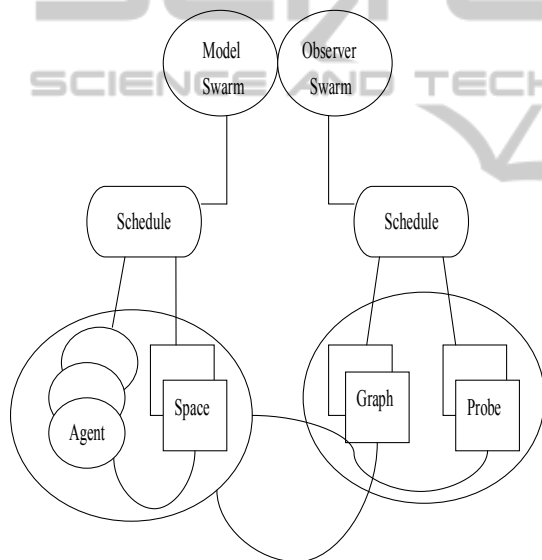 Model
Swarm
Observer
Swarm
SCIENCE AND TECH
Schedule
Schedule
Agent
Space
Graph
Probe